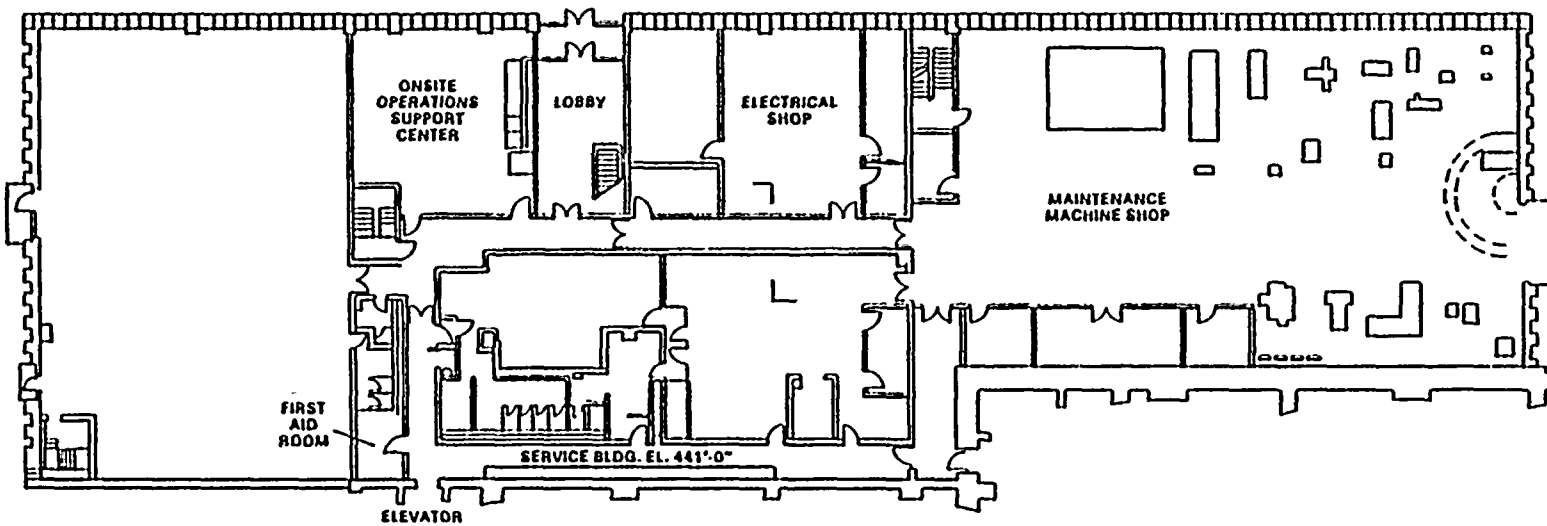 ONSITE
OPERATIONS
SUPPORT
CENTER
LOBBY
ELECTRICAL
SHOP
MAINTENANCE
MACHINE SHOP
FIRST
AID
ROOM
SERVICE BLDG. EL. 441'-0"
ELEVATOR